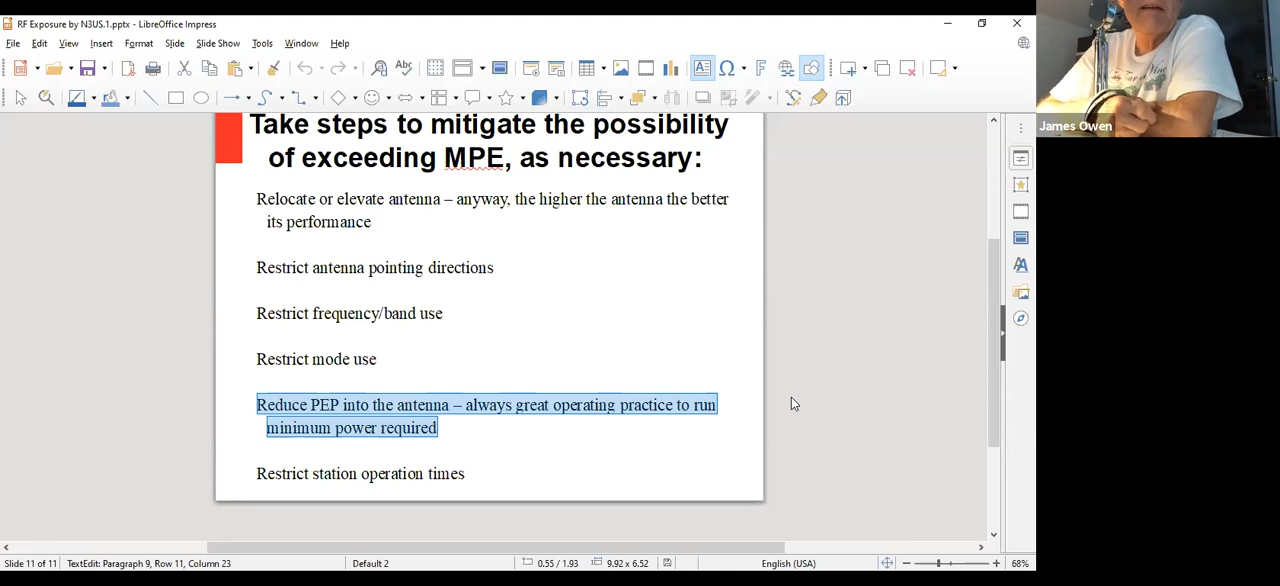 RF Exposure by N3US.1.pptx - LibreOffice Impress
File Edit View Insert Format Slide Slide Show Tools Window Help
Abc
Take steps to mitigate the possibility
of exceeding MPE, as necessary:
James Owen
Relocate or elevate antenna – anyway, the higher the antenna the better
its performance
Restrict antenna pointing directions
Restrict frequency/band use
Restrict mode use
Reduce PEP into the antenna – always great operating practice to run
minimum power required
Restrict station operation times
Slide 11 of 11 TextEdit: Paragraph 9, Row 11, Column 23 Default 2 0.55 / 1.93 9.92 x 6.52 English (USA) 68%